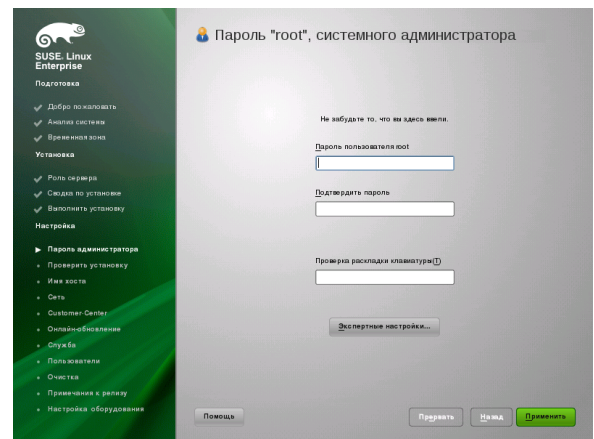 SUSE. Linux
Enterprise
Подготовка
Добро пожаловать
Анализ системы
Временная зона
Установка
Роль сервера
Сводка по установке
Выполнить установку
Настройка
Пароль администратора
Проверить установку
Имя хоста
Сеть
Customer Center
Онлайн-обновление
Служба
Пользователи
Очистка
Примечания к релизу
Настройка оборудования
Пароль "root", системного администратора
Не забудьте то, что вы здесь ввели.
Пароль пользователя root
Подтвердить пароль
Проверка раскладки клавиатуры(T)
Экспертные настройки...
Помощь
Прервать
Назад
Применить